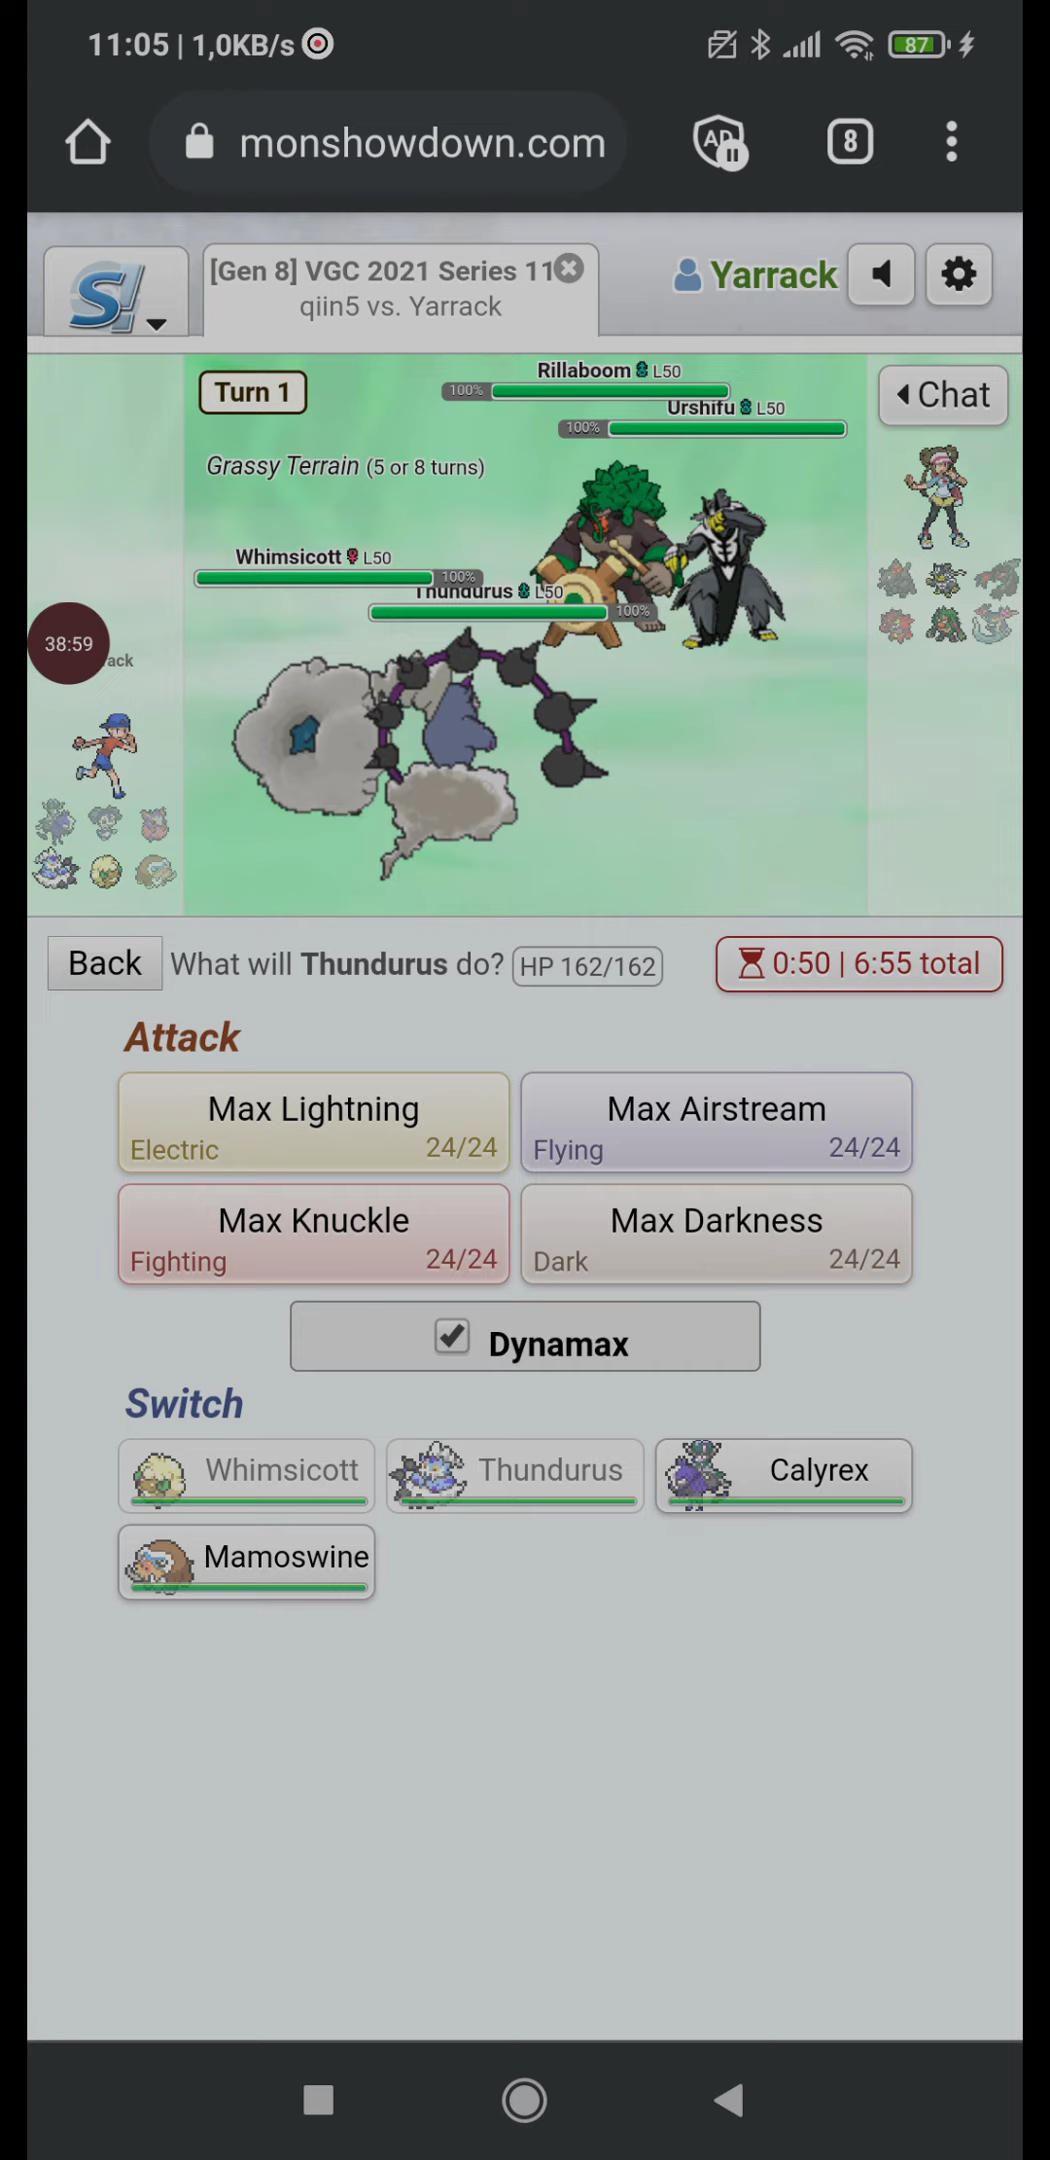 11:05 | 1,0KB/s
87
monshowdown.com
AD
8
S!
[Gen 8] VGC 2021 Series 11
qiin5 vs. Yarrack
Yarrack
Turn 1
Rillaboom L50
100%
Urshifu L50
100%
Chat
Grassy Terrain (5 or 8 turns)
Whimsicott L50
100%
Thundurus L50
100%
38:59
ack
Back
What will Thundurus do? HP 162/162
0:50 | 6:55 total
Attack
Max Lightning
Electric 24/24
Max Airstream
Flying 24/24
Max Knuckle
Fighting 24/24
Max Darkness
Dark 24/24
Dynamax
Switch
Whimsicott
Thundurus
Calyrex
Mamoswine